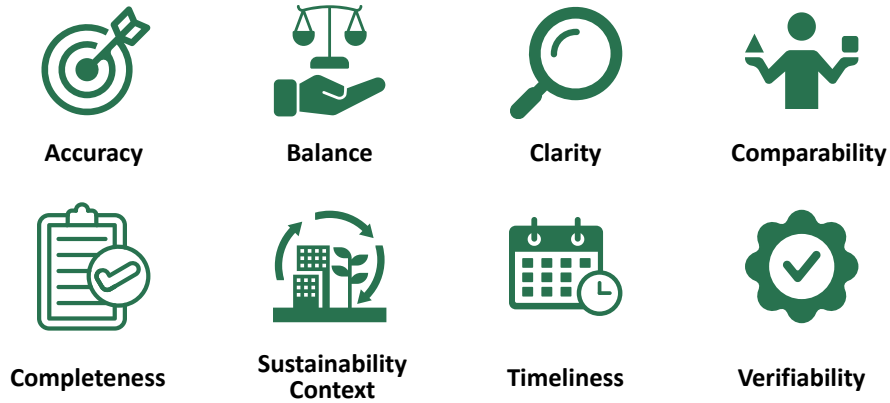 Accuracy
Balance
Clarity
Comparability
Completeness
Sustainability
Context
Timeliness
Verifiability